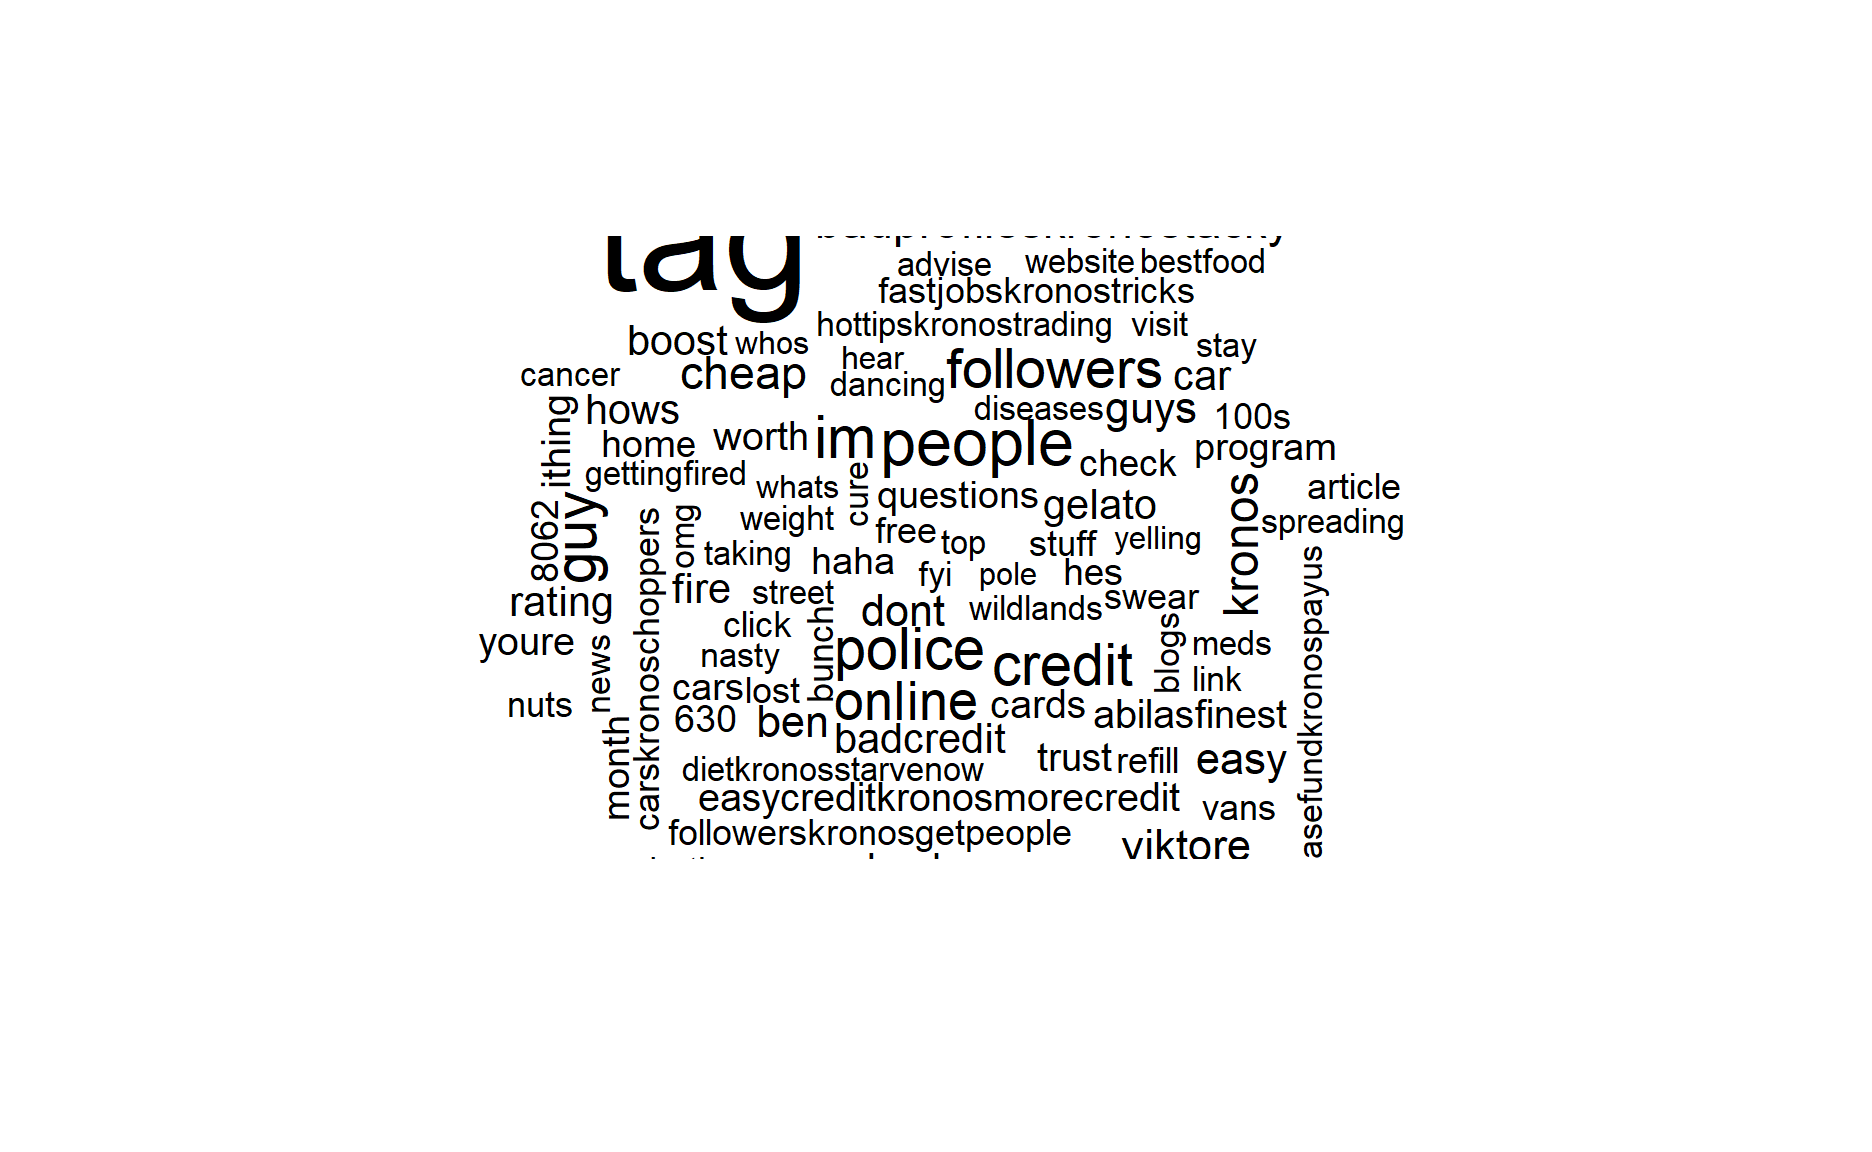 tag
advise website bestfood
fastjobskronostricks
hottipskronostrading visit
boost whos hear stay
cancer cheap dancing followers car
hows diseases guys 100s
ithing home worth im people check program
gettingfired whats cure questions gelato kronos article
8062 guy omg weight free spreading
taking haha top stuff yelling
fyi pole hes
rating carskronoschoppers fire street dont wildlands swear
youre news click bunch police blogs meds
nasty credit link
nuts cars lost online cards abilasfinest asefundkronospayus
month 630 ben badcredit
dietkronosstarvenow trust refill easy
easycreditkronosmorecredit vans
followerskronosgetpeople viktore